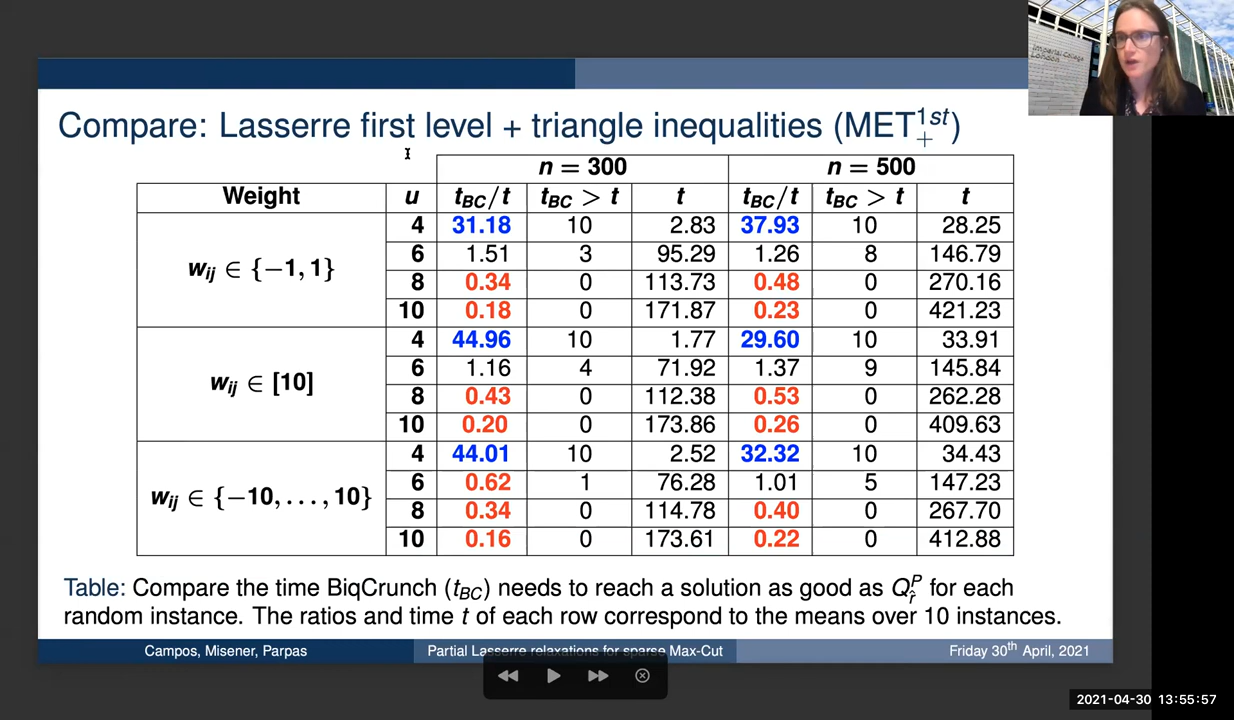 Imperial College
London
Compare: Lasserre first level + triangle inequalities (MET₊¹ˢᵗ)
n = 300 n = 500
Weight u t_BC/t t_BC > t t t_BC/t t_BC > t t
w_ij ∈ {−1, 1}
4 31.18 10 2.83 37.93 10 28.25
6 1.51 3 95.29 1.26 8 146.79
8 0.34 0 113.73 0.48 0 270.16
10 0.18 0 171.87 0.23 0 421.23
w_ij ∈ [10]
4 44.96 10 1.77 29.60 10 33.91
6 1.16 4 71.92 1.37 9 145.84
8 0.43 0 112.38 0.53 0 262.28
10 0.20 0 173.86 0.26 0 409.63
w_ij ∈ {−10, . . . , 10}
4 44.01 10 2.52 32.32 10 34.43
6 0.62 1 76.28 1.01 5 147.23
8 0.34 0 114.78 0.40 0 267.70
10 0.16 0 173.61 0.22 0 412.88
Table: Compare the time BiqCrunch (t_BC) needs to reach a solution as good as Q_r̂^P for each
random instance. The ratios and time t of each row correspond to the means over 10 instances.
Campos, Misener, Parpas Partial Lasserre relaxations for sparse Max-Cut Friday 30th April, 2021
2021-04-30 13:55:57